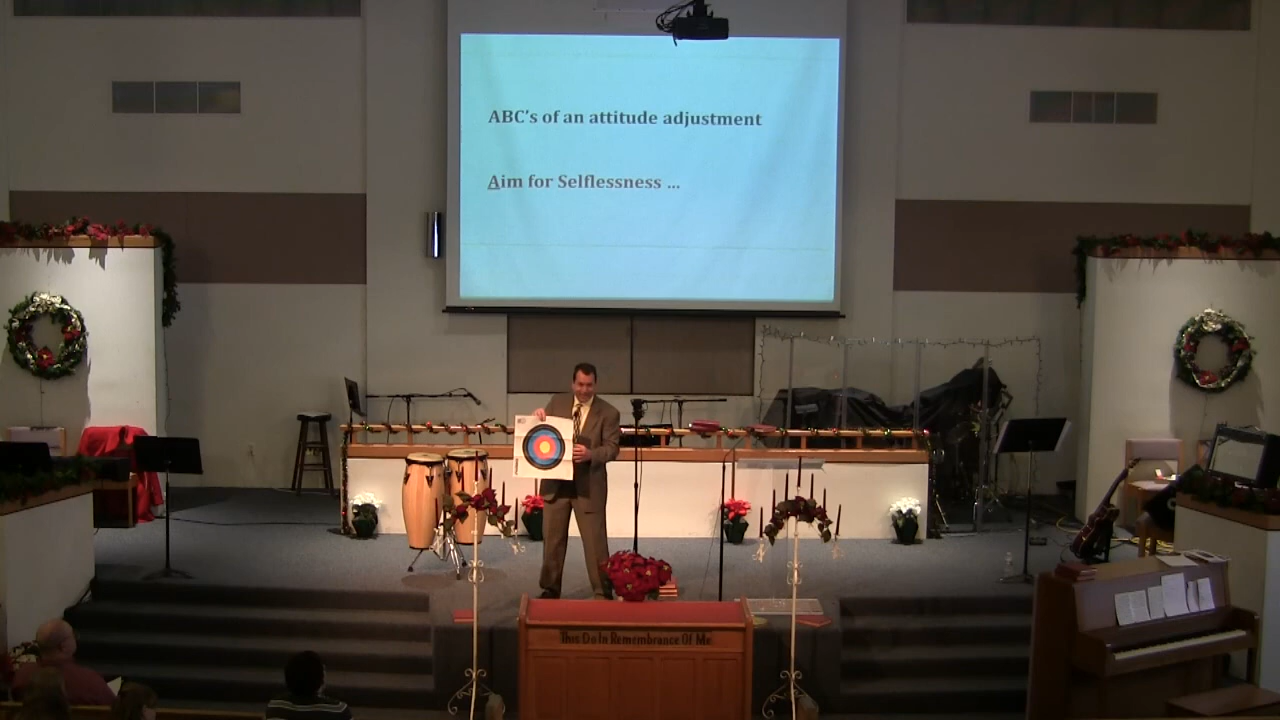 ABC's of an attitude adjustment
Aim for Selflessness ...
This Do In Remembrance Of Me